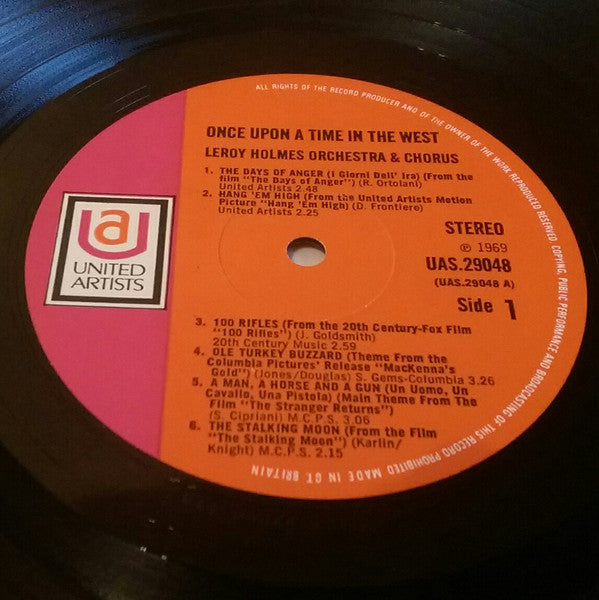 ALL RIGHTS OF THE RECORD PRODUCER AND OF THE OWNER OF THE WORK REPRODUCED RESERVED. COPYING, PUBLIC PERFORMANCE AND BROADCASTING OF THIS RECORD PROHIBITED MADE IN GT. BRITAIN
ONCE UPON A TIME IN THE WEST
LEROY HOLMES ORCHESTRA & CHORUS
1. THE DAYS OF ANGER (I Giorni Dell' Ira) (From the
film "The Days of Anger") (R. Ortolani)
United Artists 2.48
2. HANG 'EM HIGH (From the United Artists Motion
Picture "Hang 'Em High) (D. Frontiere)
United Artists 2.25
ua
UNITED
ARTISTS
STEREO
℗ 1969
UAS.29048
(UAS.29048 A)
Side 1
3. 100 RIFLES (From the 20th Century-Fox Film
"100 Rifles") (J. Goldsmith)
20th Century Music 2.59
4. OLE TURKEY BUZZARD (Theme From the
Columbia Pictures' Release "MacKenna's
Gold") (Jones/Douglas) S. Gems-Columbia 3.26
5. A MAN, A HORSE AND A GUN (Un Uomo, Un
Cavallo, Una Pistola) (Main Theme From The
Film "The Stranger Returns")
(S. Cipriani) M.C.P.S. 3.06
6. THE STALKING MOON (From the Film
"The Stalking Moon") (Karlin/
Knight) M.C.P.S. 2.15